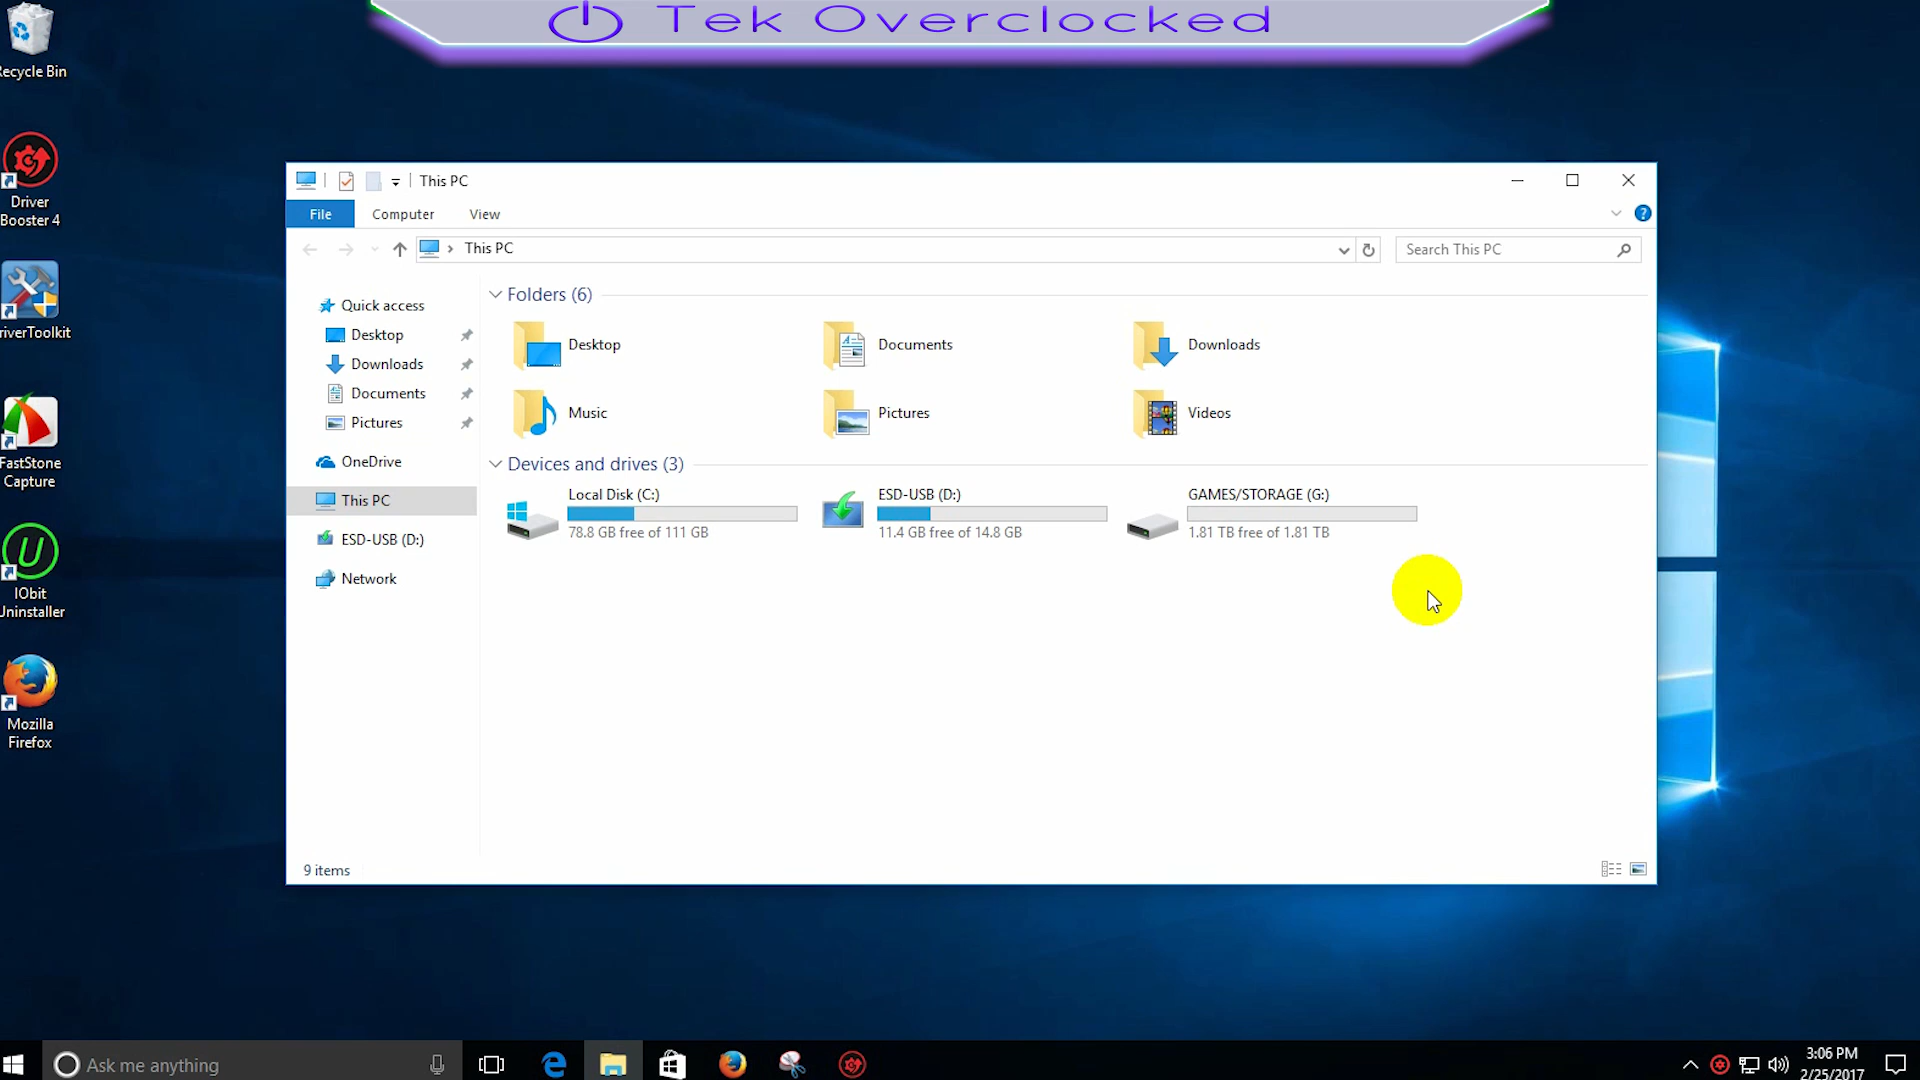 Tek Overclocked
Recycle Bin
Driver
Booster 4
riverToolkit
FastStone
Capture
IObit
Uninstaller
Mozilla
Firefox
This PC
File
Computer
View
This PC
Search This PC
Quick access
Desktop
Downloads
Documents
Pictures
OneDrive
This PC
ESD-USB (D:)
Network
Folders (6)
Desktop
Documents
Downloads
Music
Pictures
Videos
Devices and drives (3)
Local Disk (C:)
78.8 GB free of 111 GB
ESD-USB (D:)
11.4 GB free of 14.8 GB
GAMES/STORAGE (G:)
1.81 TB free of 1.81 TB
9 items
Ask me anything
3:06 PM
2/25/2017